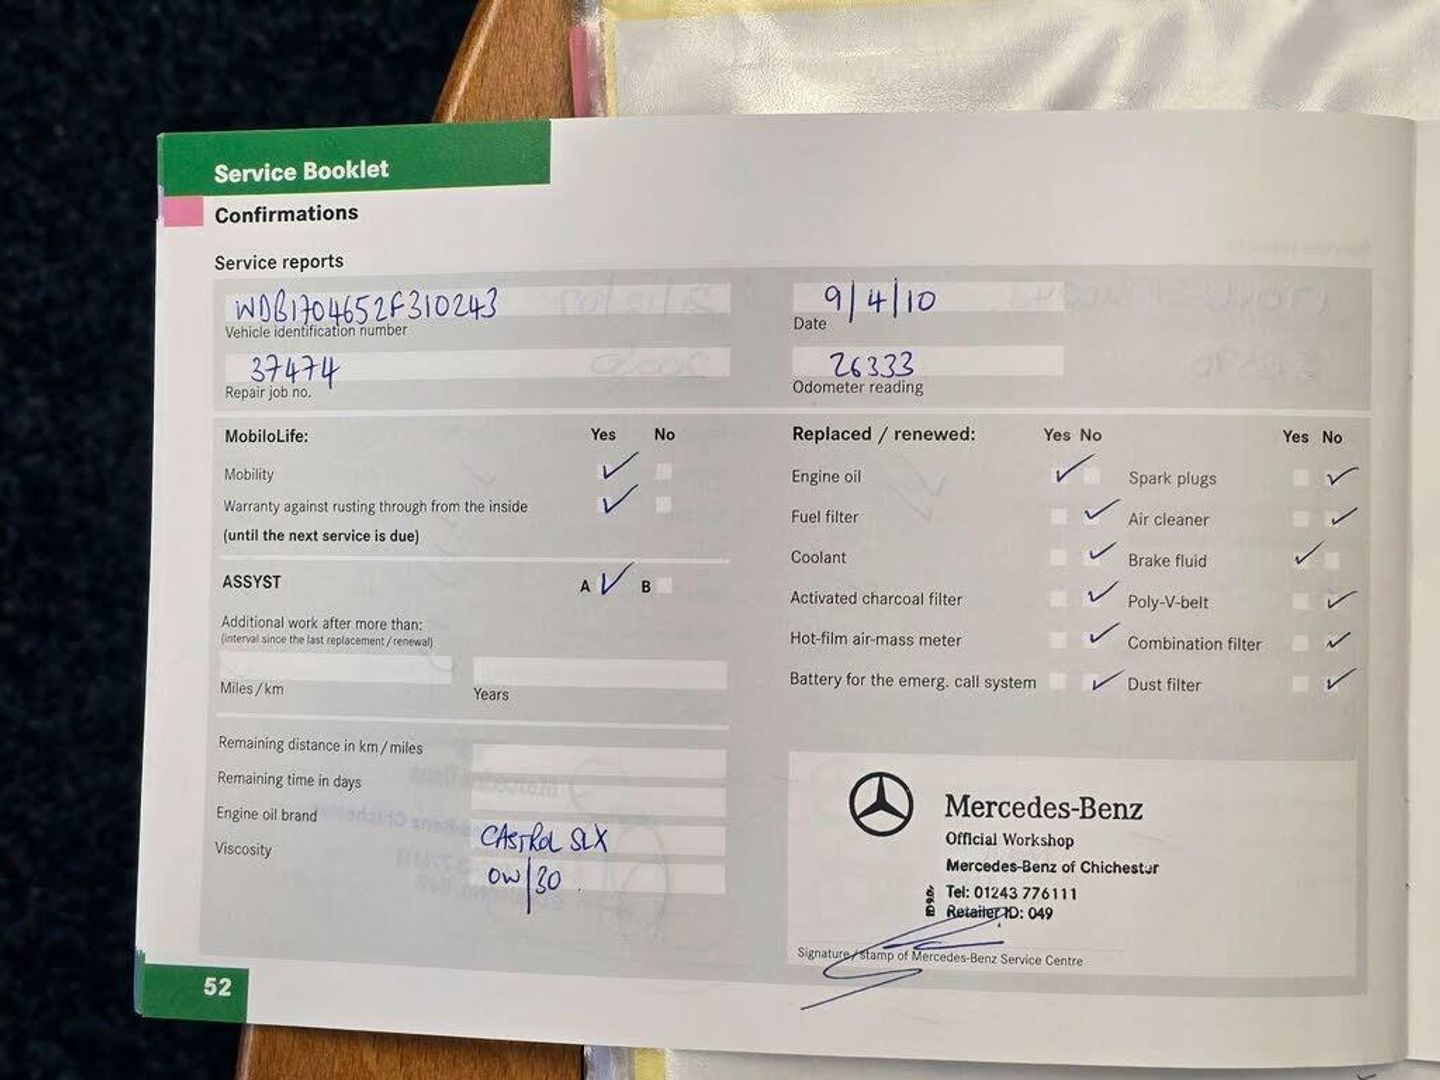 Service Booklet
Confirmations
Service reports
WDB1704652F310243
Vehicle identification number
9/4/10
Date
37474
Repair job no.
26333
Odometer reading
MobiloLife: Yes No
Mobility
Warranty against rusting through from the inside
(until the next service is due)
ASSYST A B
Additional work after more than:
(interval since the last replacement / renewal)
Miles / km Years
Remaining distance in km / miles
Remaining time in days
Engine oil brand
CASTROL SLX
Viscosity
0W/30
Replaced / renewed: Yes No Yes No
Engine oil Spark plugs
Fuel filter Air cleaner
Coolant Brake fluid
Activated charcoal filter Poly-V-belt
Hot-film air-mass meter Combination filter
Battery for the emerg. call system Dust filter
Mercedes-Benz
Official Workshop
Mercedes-Benz of Chichester
Tel: 01243 776111
Retailer ID: 049
Signature / stamp of Mercedes-Benz Service Centre
52